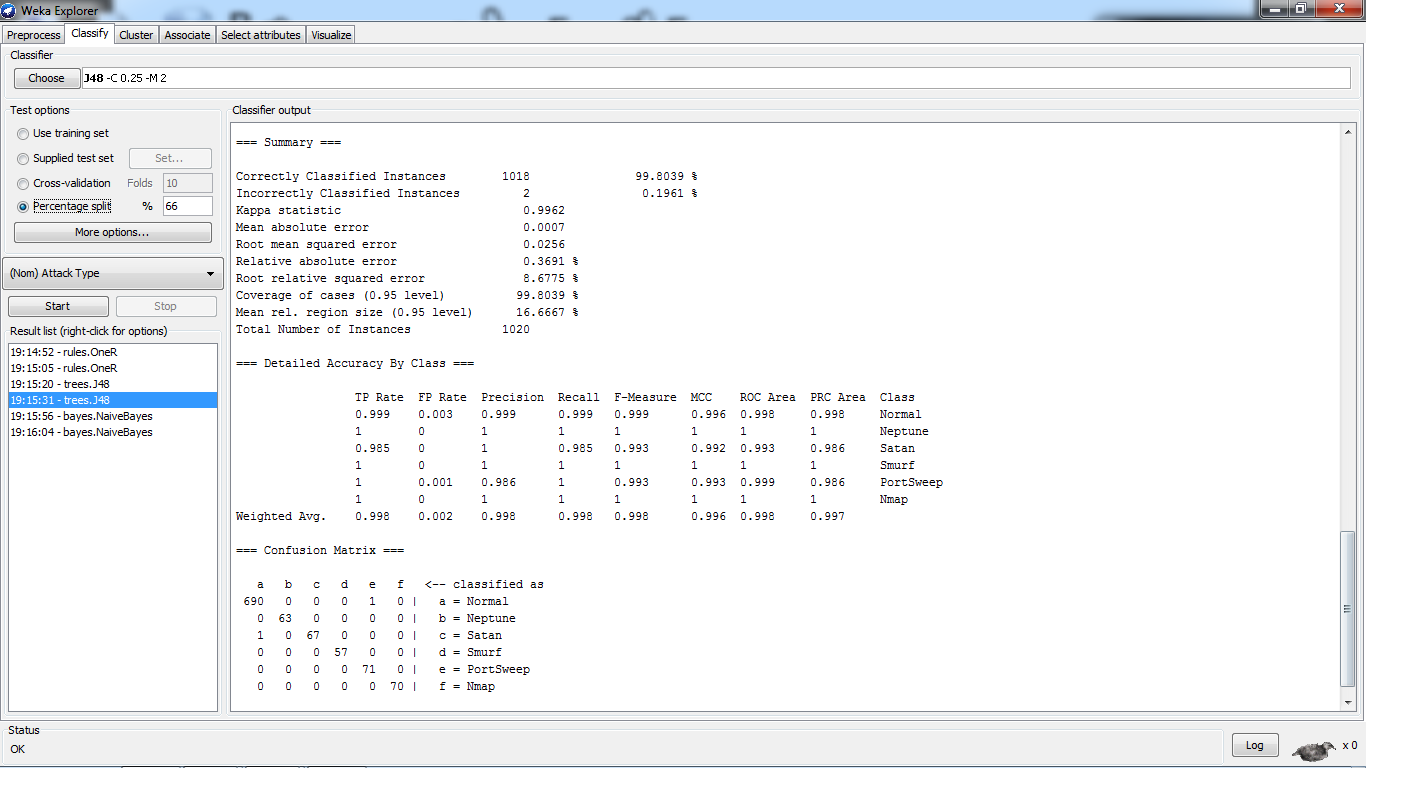 Weka Explorer
Preprocess Classify Cluster Associate Select attributes Visualize
Classifier
Choose J48 -C 0.25 -M 2
Test options
Use training set
Supplied test set Set...
Cross-validation Folds 10
Percentage split % 66
More options...
(Nom) Attack Type
Start Stop
Result list (right-click for options)
19:14:52 - rules.OneR
19:15:05 - rules.OneR
19:15:20 - trees.J48
19:15:31 - trees.J48
19:15:56 - bayes.NaiveBayes
19:16:04 - bayes.NaiveBayes
Classifier output
=== Summary ===
Correctly Classified Instances 1018 99.8039 %
Incorrectly Classified Instances 2 0.1961 %
Kappa statistic 0.9962
Mean absolute error 0.0007
Root mean squared error 0.0256
Relative absolute error 0.3691 %
Root relative squared error 8.6775 %
Coverage of cases (0.95 level) 99.8039 %
Mean rel. region size (0.95 level) 16.6667 %
Total Number of Instances 1020
=== Detailed Accuracy By Class ===
TP Rate FP Rate Precision Recall F-Measure MCC ROC Area PRC Area Class
0.999 0.003 0.999 0.999 0.999 0.996 0.998 0.998 Normal
1 0 1 1 1 1 1 1 Neptune
0.985 0 1 0.985 0.993 0.992 0.993 0.986 Satan
1 0 1 1 1 1 1 1 Smurf
1 0.001 0.986 1 0.993 0.993 0.999 0.986 PortSweep
1 0 1 1 1 1 1 1 Nmap
Weighted Avg. 0.998 0.002 0.998 0.998 0.998 0.996 0.998 0.997
=== Confusion Matrix ===
a b c d e f <-- classified as
690 0 0 0 1 0 | a = Normal
0 63 0 0 0 0 | b = Neptune
1 0 67 0 0 0 | c = Satan
0 0 0 57 0 0 | d = Smurf
0 0 0 0 71 0 | e = PortSweep
0 0 0 0 0 70 | f = Nmap
Status
OK
Log x 0